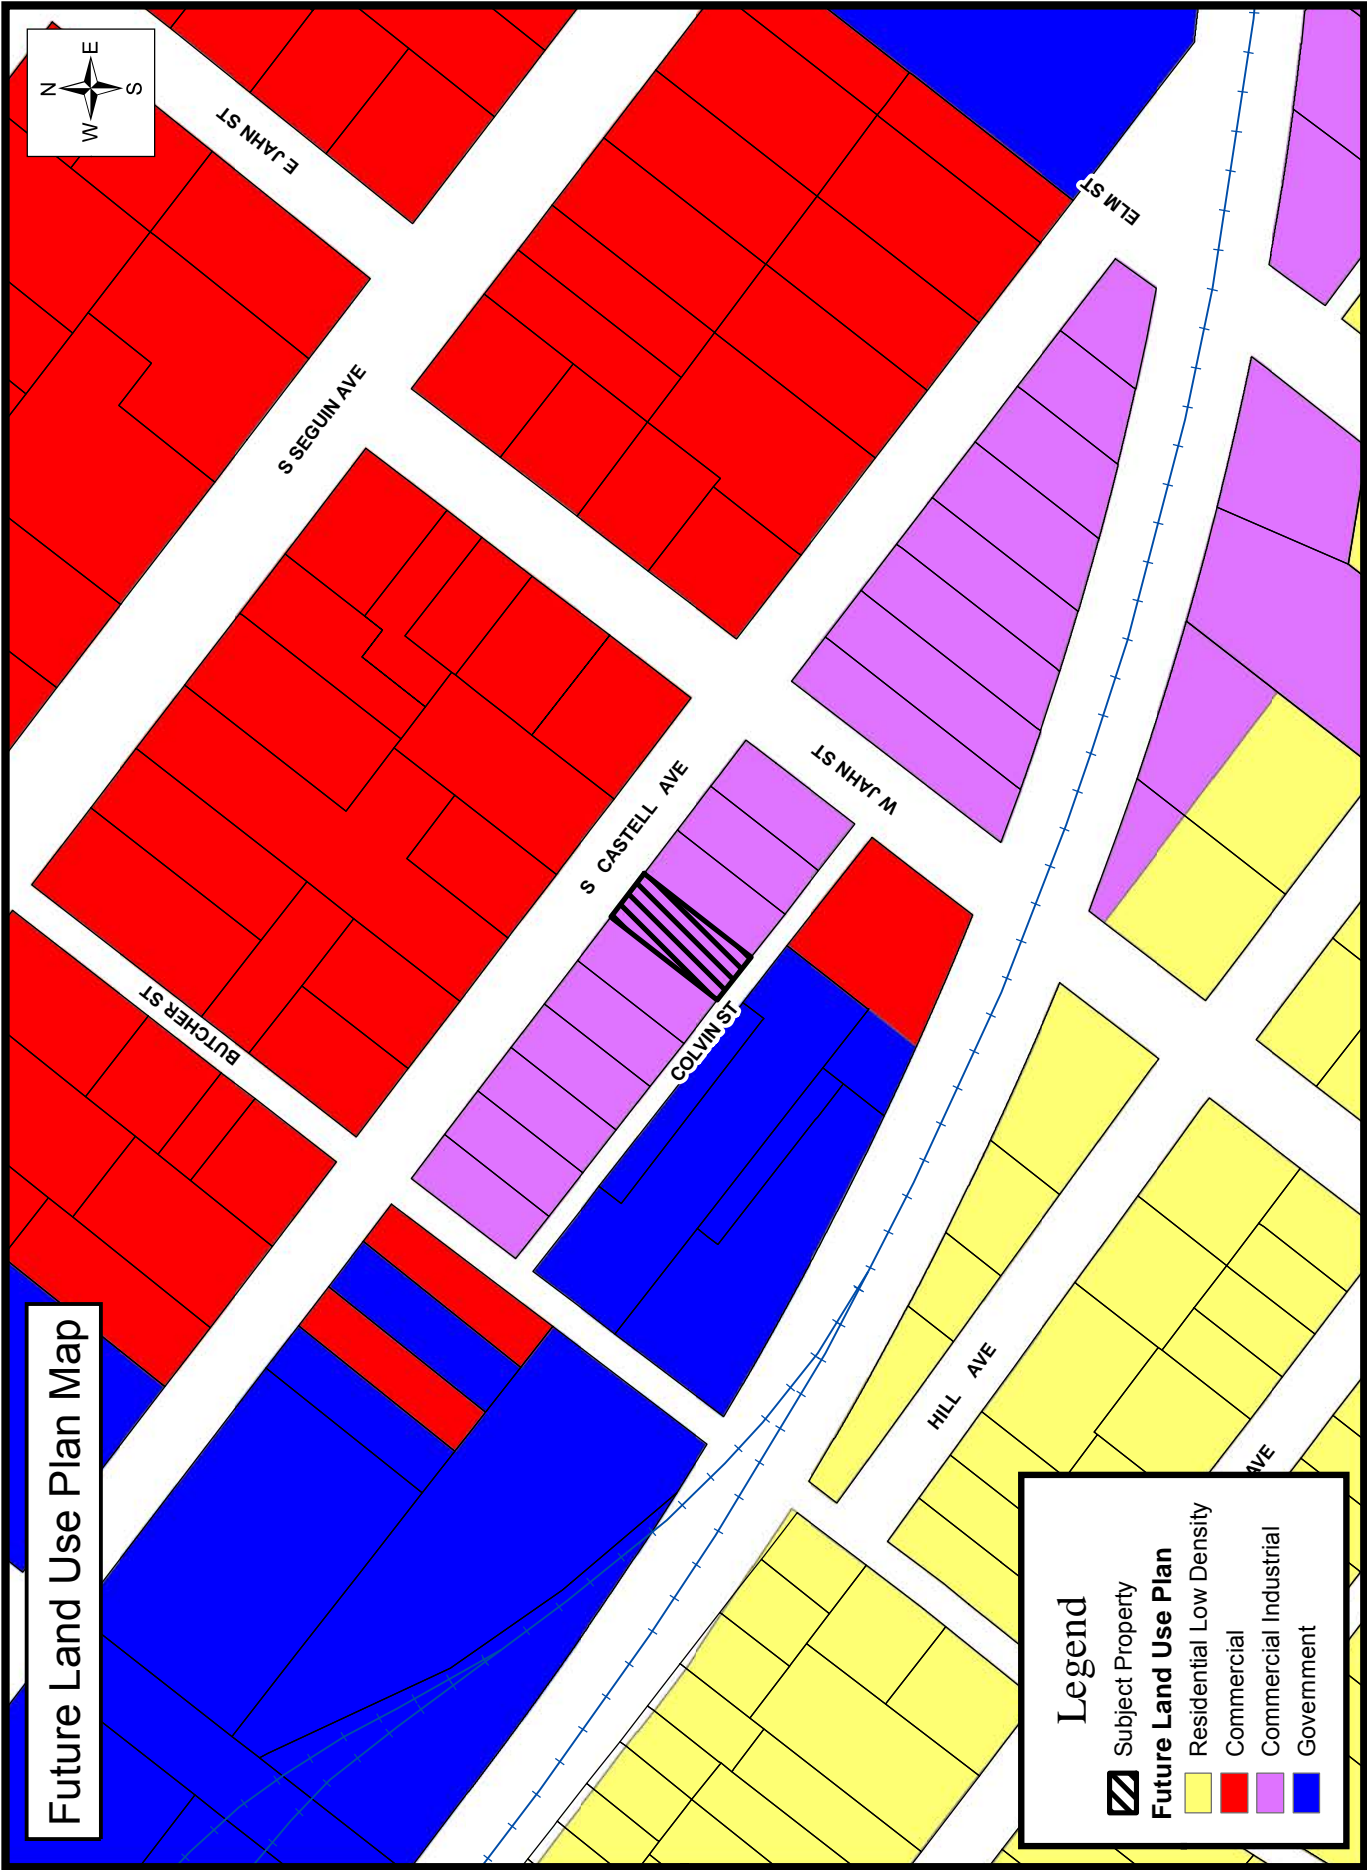 Future Land Use Plan Map
N
W E
S
E JAHN ST
S SEGUIN AVE
BUTCHER ST
S CASTELL AVE
W JAHN ST
ELM ST
COLVIN ST
HILL AVE
AVE
Legend
Subject Property
Future Land Use Plan
Residential Low Density
Commercial
Commercial Industrial
Government